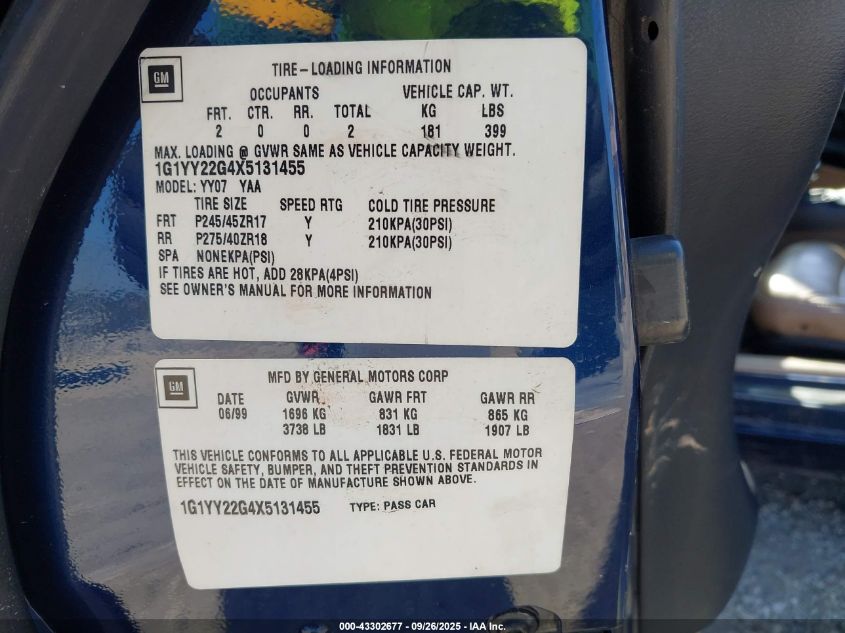 GM
TIRE-LOADING INFORMATION
OCCUPANTS VEHICLE CAP. WT.
FRT. CTR. RR. TOTAL KG LBS
2 0 0 2 181 399
MAX. LOADING @ GVWR SAME AS VEHICLE CAPACITY WEIGHT.
1G1YY22G4X5131455
MODEL: YY07 YAA
TIRE SIZE SPEED RTG COLD TIRE PRESSURE
FRT P245/45ZR17 Y 210KPA(30PSI)
RR P275/40ZR18 Y 210KPA(30PSI)
SPA NONEKPA(PSI)
IF TIRES ARE HOT, ADD 28KPA(4PSI)
SEE OWNER'S MANUAL FOR MORE INFORMATION
GM
MFD BY GENERAL MOTORS CORP
DATE GVWR GAWR FRT GAWR RR
06/99 1696 KG 831 KG 865 KG
3738 LB 1831 LB 1907 LB
THIS VEHICLE CONFORMS TO ALL APPLICABLE U.S. FEDERAL MOTOR
VEHICLE SAFETY, BUMPER, AND THEFT PREVENTION STANDARDS IN
EFFECT ON THE DATE OF MANUFACTURE SHOWN ABOVE.
1G1YY22G4X5131455 TYPE: PASS CAR
000-43302677 - 09/26/2025 - IAA Inc.